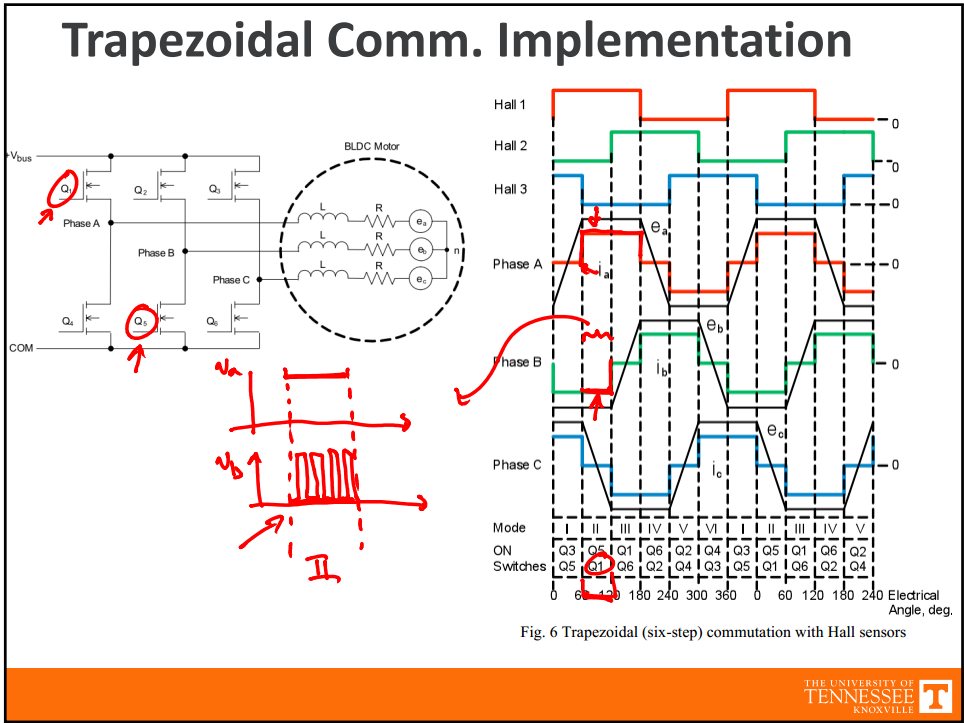 Trapezoidal Comm. Implementation
+Vbus
Q1
Q2
Q3
Phase A
Phase B
Phase C
Q4
Q5
Q6
COM
BLDC Motor
L
R
ea
L
R
eb
n
L
R
ec
va
vb
II
Hall 1
0
Hall 2
0
Hall 3
0
ea
Phase A
ia
0
eb
Phase B
ib
0
ec
Phase C
ic
0
Mode I II III IV V VI I II III IV V
ON Q3 Q5 Q1 Q6 Q2 Q4 Q3 Q5 Q1 Q6 Q2
Switches Q5 Q1 Q6 Q2 Q4 Q3 Q5 Q1 Q6 Q2 Q4
0 60 120 180 240 300 360 0 60 120 180 240 Electrical
Angle, deg.
Fig. 6 Trapezoidal (six-step) commutation with Hall sensors
THE UNIVERSITY OF
TENNESSEE
KNOXVILLE
T